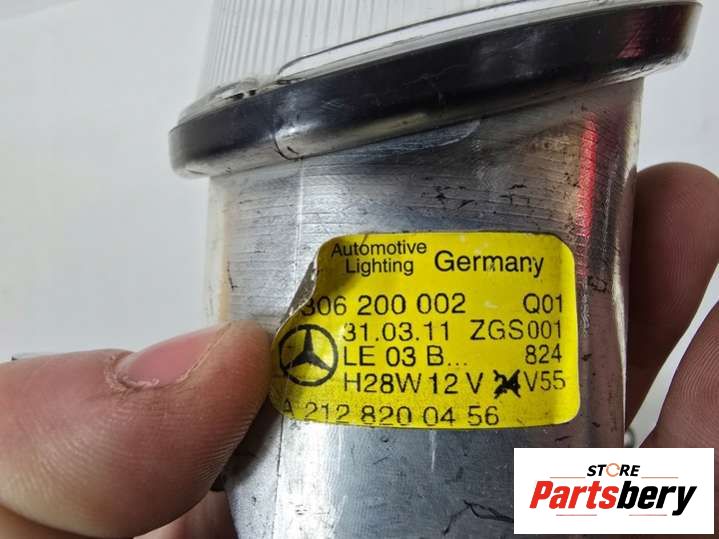 Automotive
Lighting Germany
306 200 002 Q01
31.03.11 ZGS001
LE 03 B... 824
H28W 12 V 24 V55
A 212 820 04 56
STORE
Partsbery